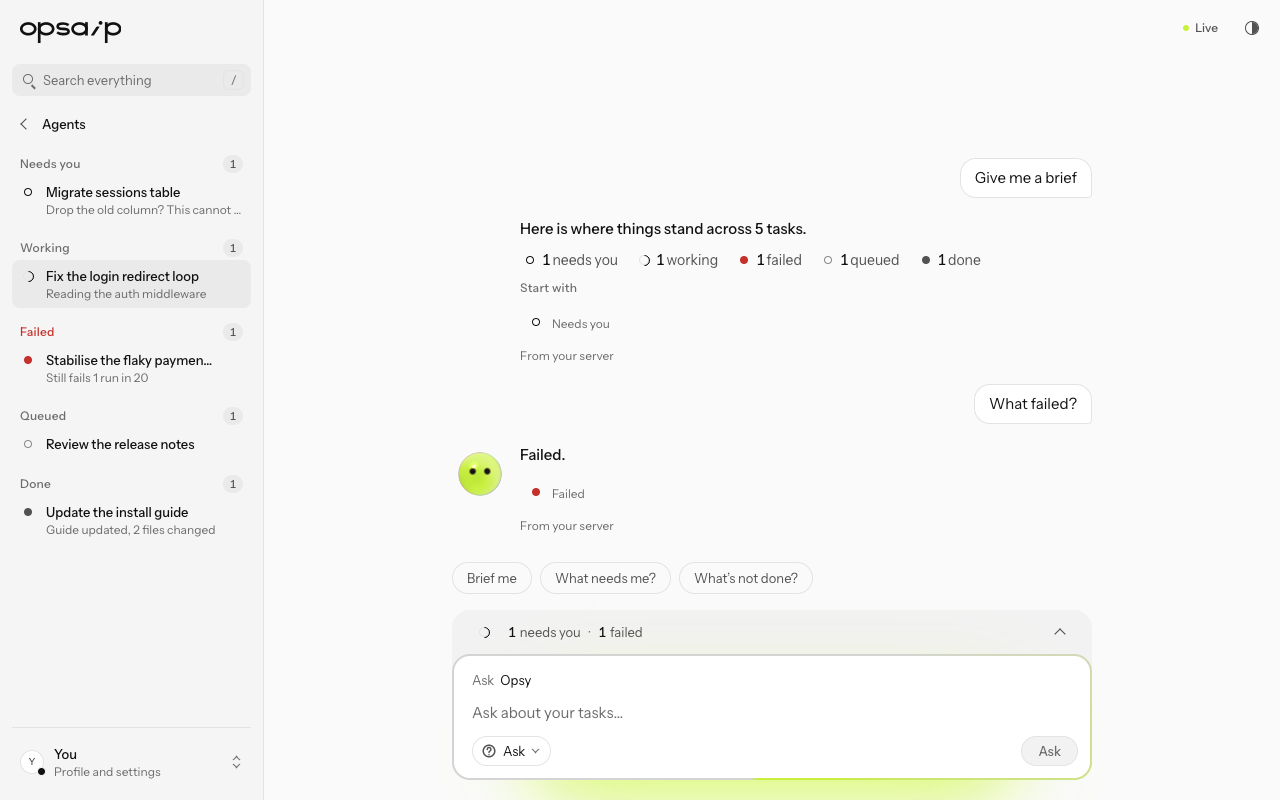 opsaip
Search everything /
Agents
Needs you 1
Migrate sessions table
Drop the old column? This cannot ...
Working 1
Fix the login redirect loop
Reading the auth middleware
Failed 1
Stabilise the flaky paymen...
Still fails 1 run in 20
Queued 1
Review the release notes
Done 1
Update the install guide
Guide updated, 2 files changed
Y
You
Profile and settings
Live
Give me a brief
Here is where things stand across 5 tasks.
1 needs you 1 working 1 failed 1 queued 1 done
Start with
Needs you
From your server
What failed?
Failed.
Failed
From your server
Brief me What needs me? What's not done?
1 needs you · 1 failed
Ask Opsy
Ask about your tasks...
Ask Ask